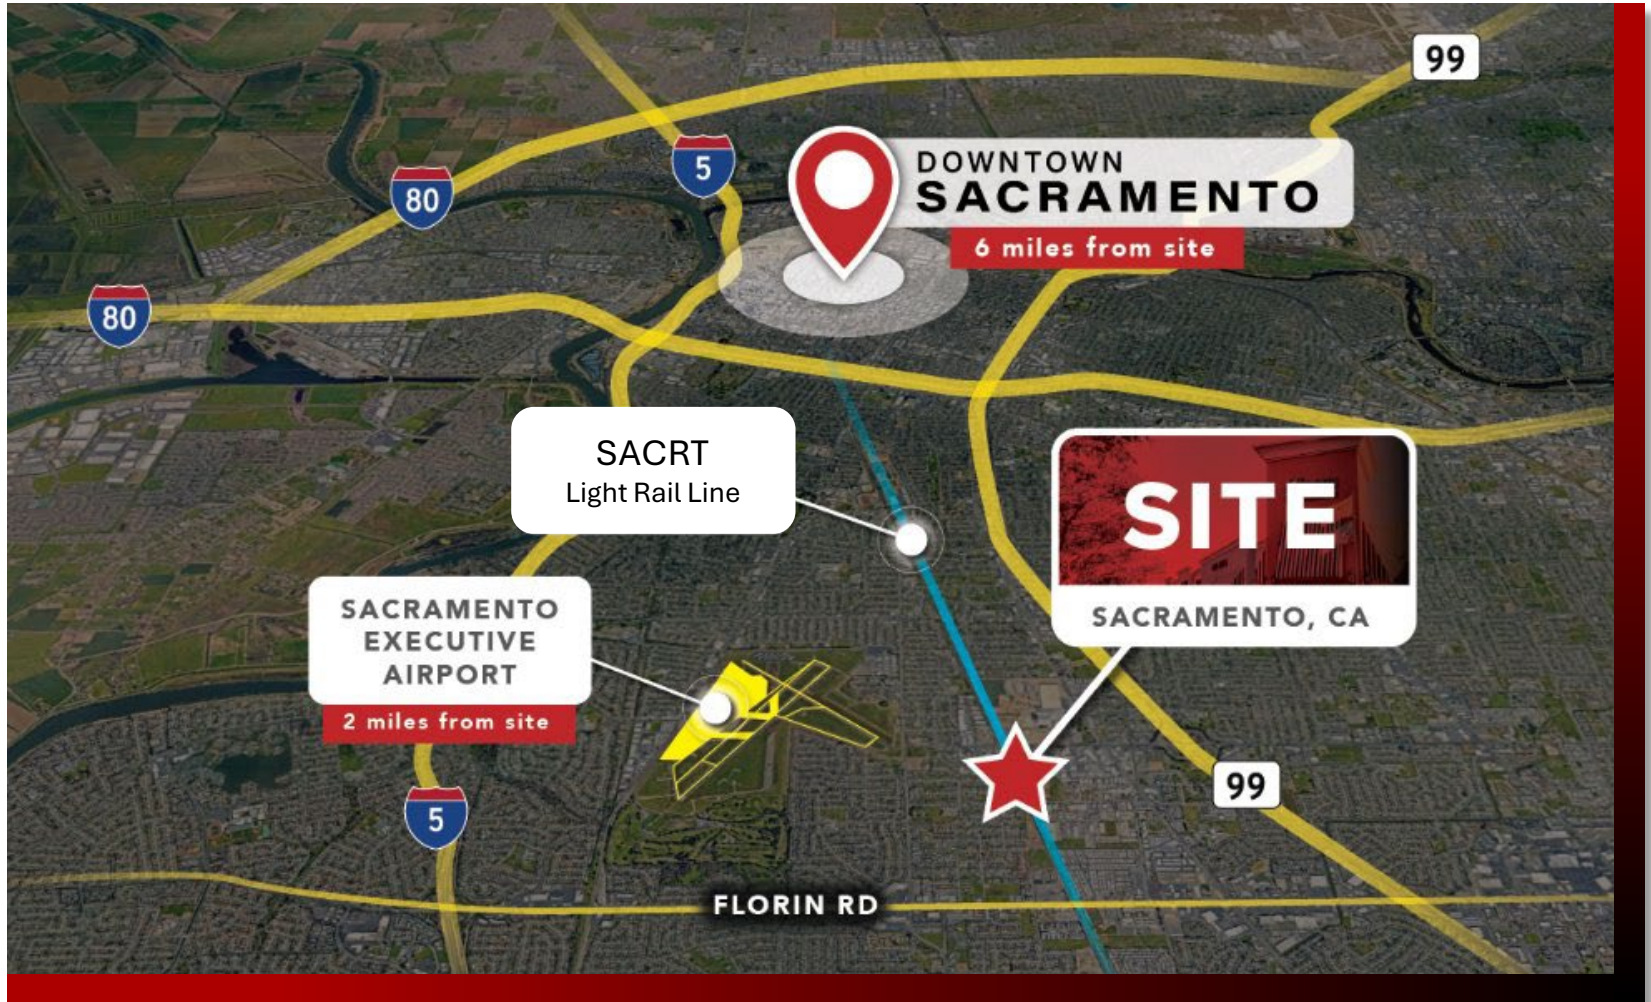 99
5
DOWNTOWN
SACRAMENTO
6 miles from site
80
80
SACRT
Light Rail Line
SITE
SACRAMENTO, CA
SACRAMENTO
EXECUTIVE
AIRPORT
2 miles from site
99
5
FLORIN RD